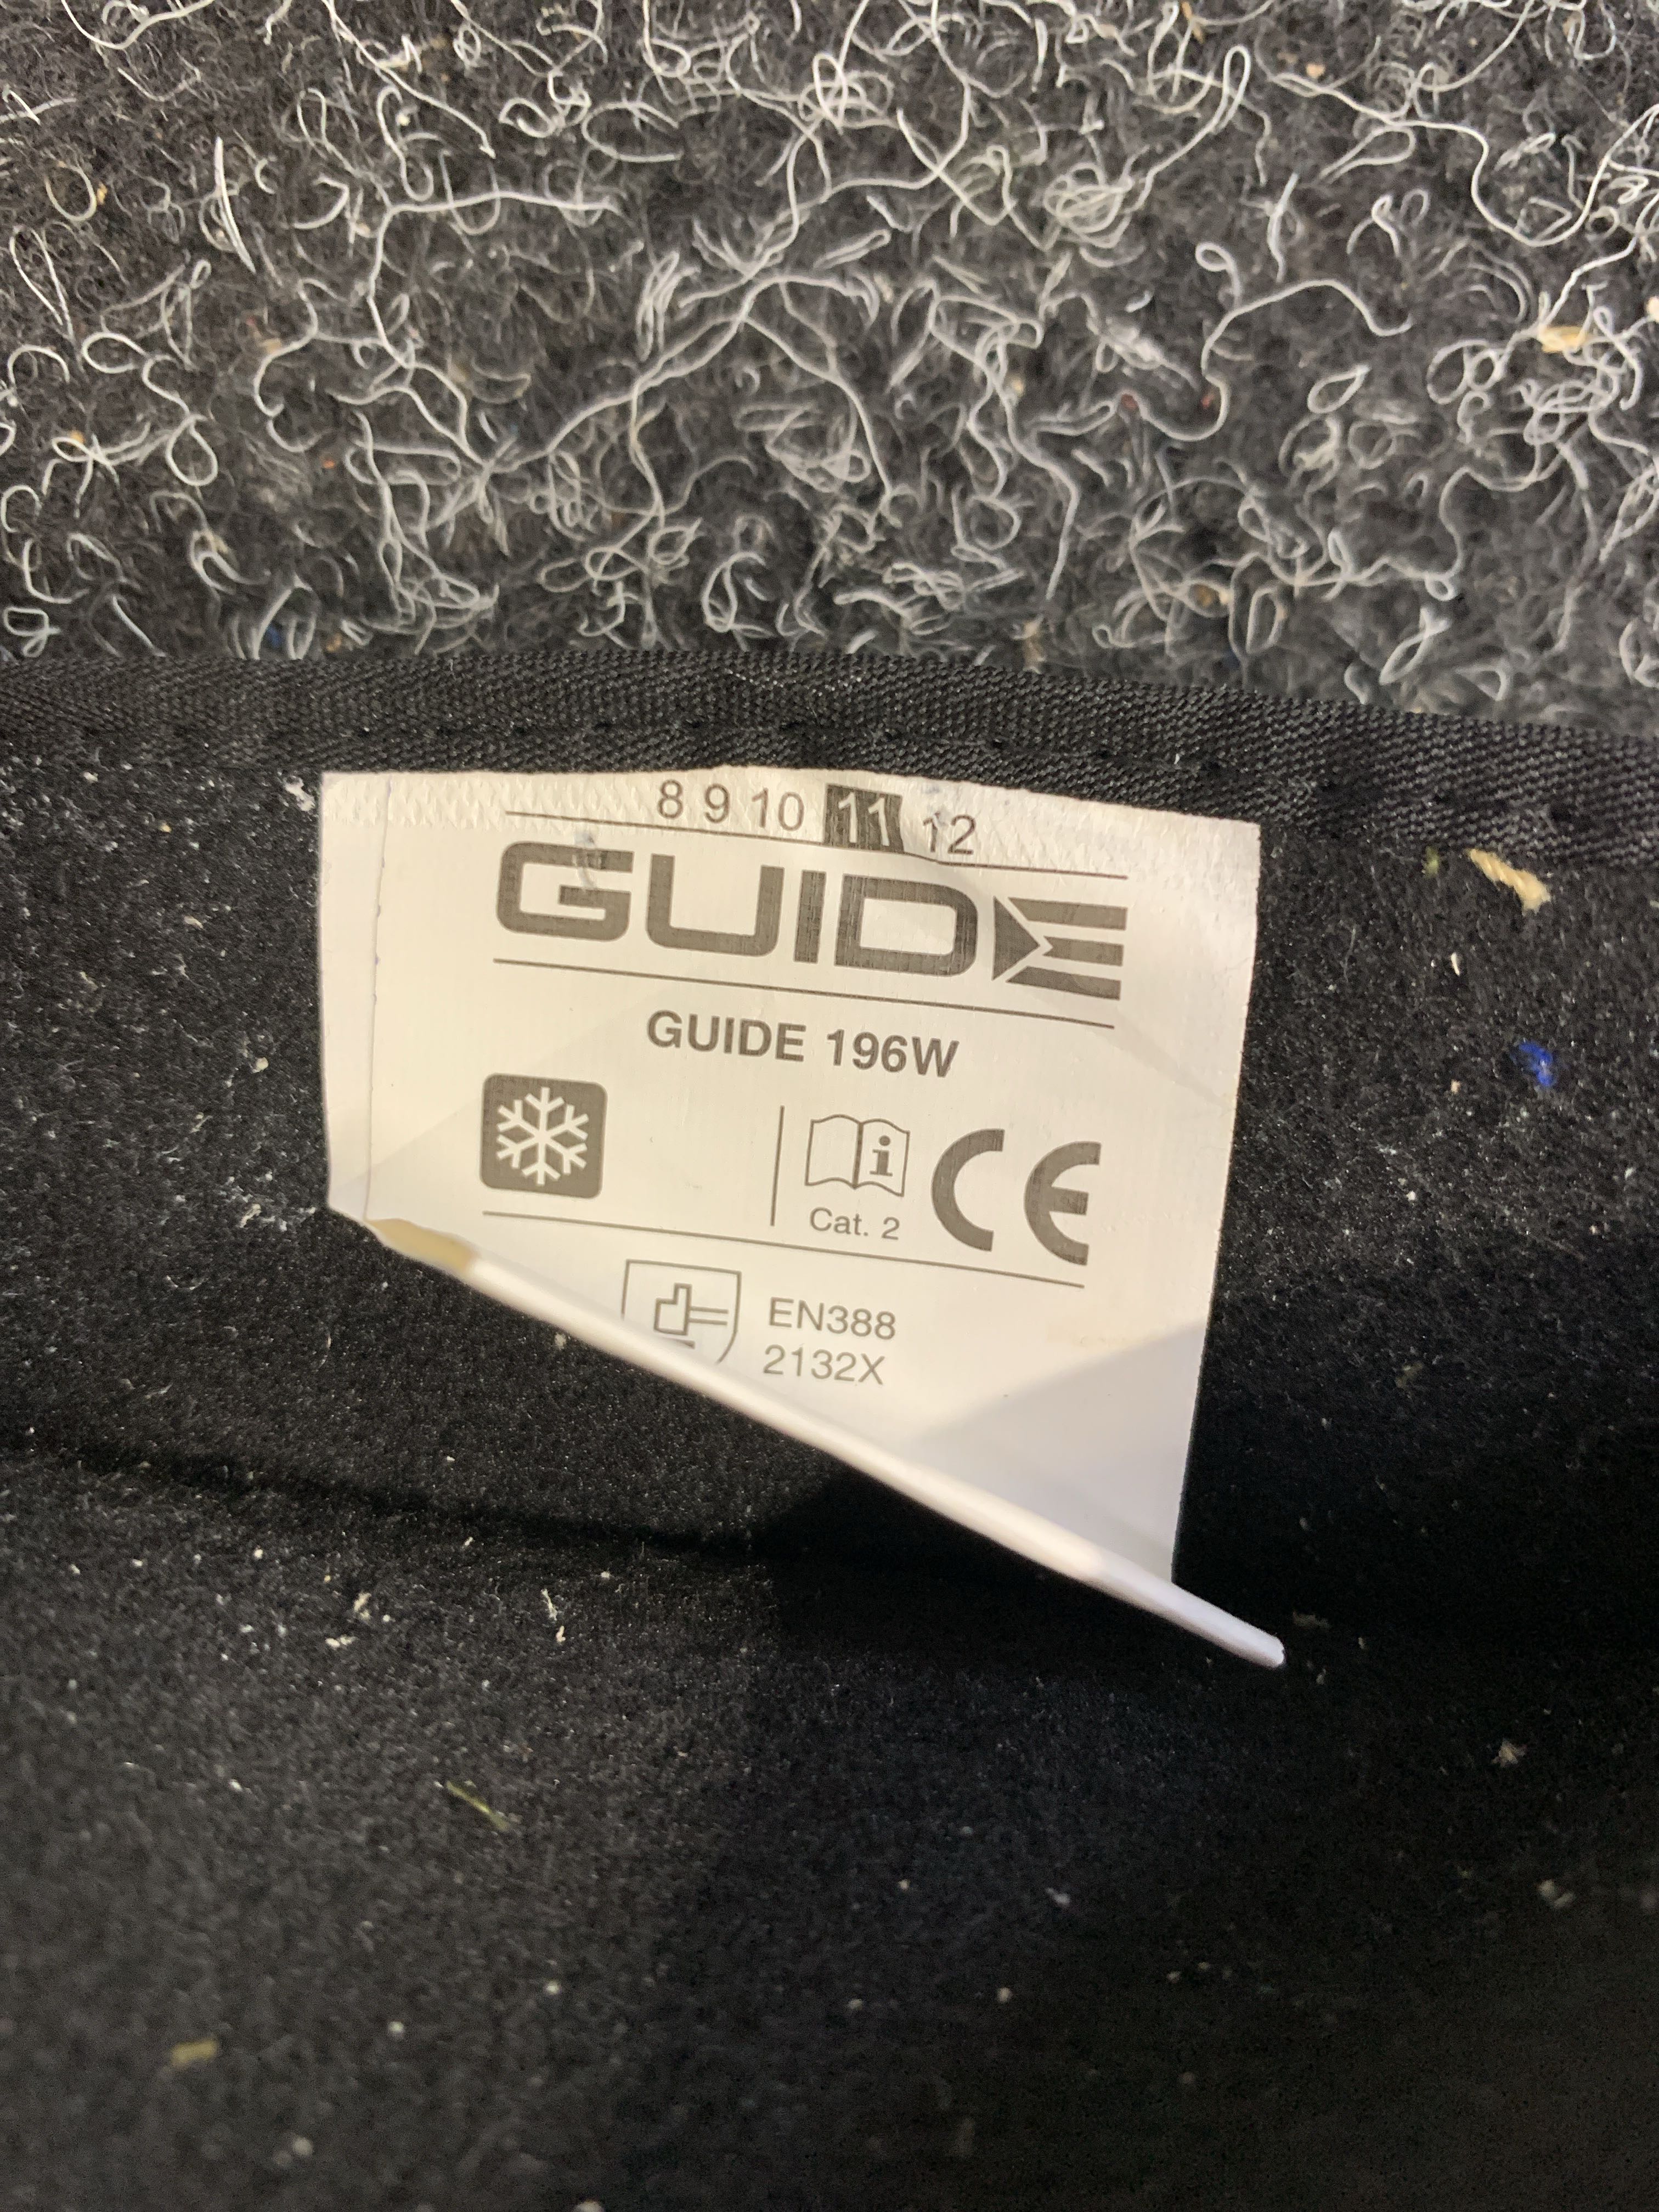 8 9 10 11 12
GUIDE
GUIDE 196W
i
Cat. 2
CE
EN388
2132X